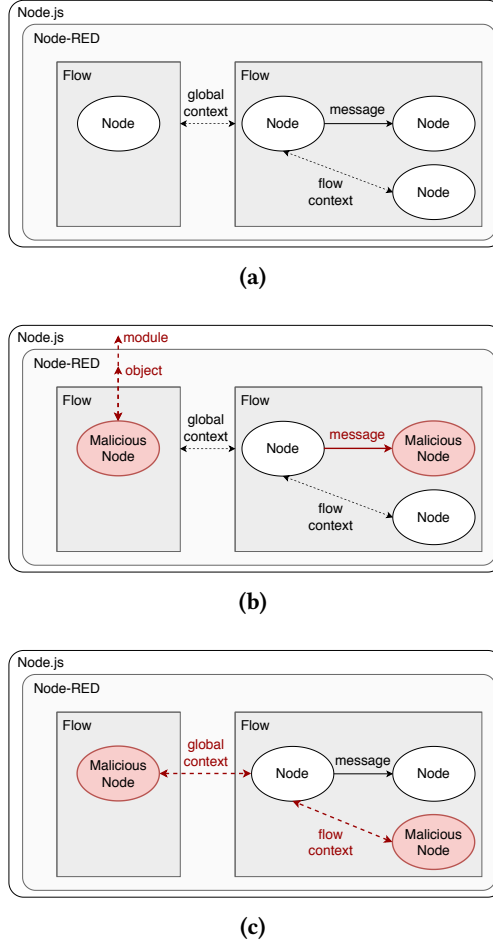 Node.js
Node-RED
Flow
Node
global
context
Flow
Node
message
Node
flow
context
Node
(a)
Node.js
module
Node-RED
object
Flow
Malicious
Node
global
context
Flow
Node
message
Malicious
Node
flow
context
Node
(b)
Node.js
Node-RED
Flow
Malicious
Node
global
context
Flow
Node
message
Node
flow
context
Malicious
Node
(c)